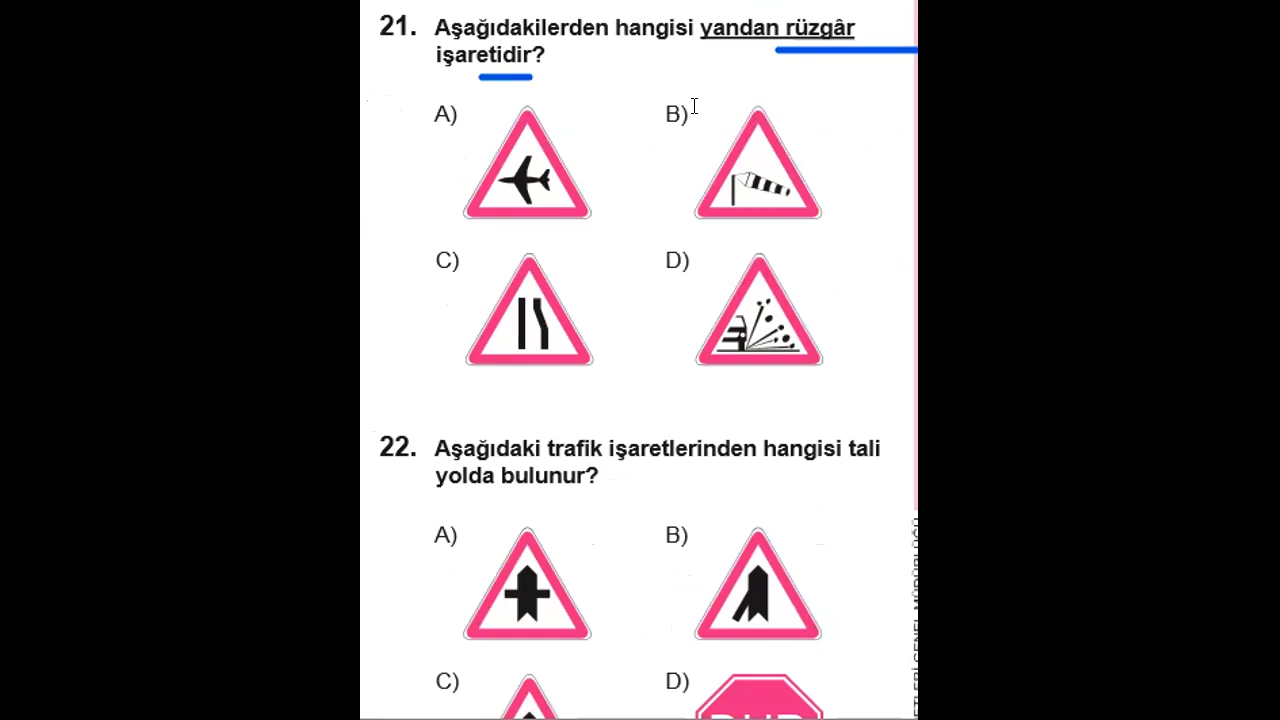 21. Aşağıdakilerden hangisi yandan rüzgâr
işaretidir?
A)
B)
C)
D)
22. Aşağıdaki trafik işaretlerinden hangisi tali
yolda bulunur?
A)
B)
C)
D)